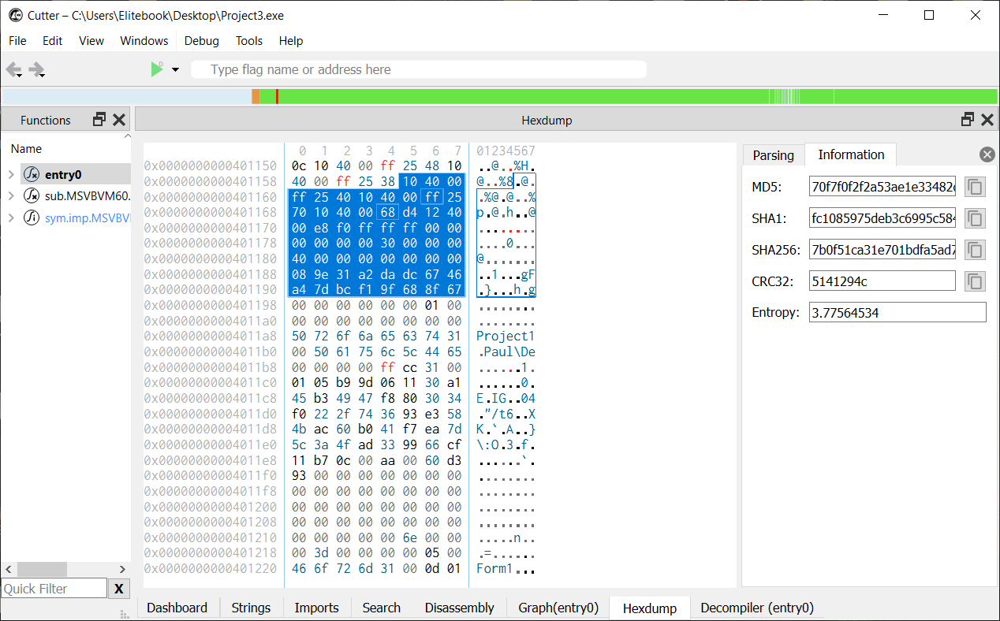 Cutter – C:\Users\Elitebook\Desktop\Project3.exe
File Edit View Windows Debug Tools Help
Type flag name or address here
Functions
Name
entry0
sub.MSVBVM60.
sym.imp.MSVBV
Quick Filter X
Hexdump
0 1 2 3 4 5 6 7 01234567
0x0000000000401150 0c 10 40 00 ff 25 48 10 ..@..%H.
0x0000000000401158 40 00 ff 25 38 10 40 00 @..%8.@.
0x0000000000401160 ff 25 40 10 40 00 ff 25 .%@.@..%
0x0000000000401168 70 10 40 00 68 d4 12 40 p.@.h..@
0x0000000000401170 00 e8 f0 ff ff ff 00 00 ........
0x0000000000401178 00 00 00 00 30 00 00 00 ....0...
0x0000000000401180 40 00 00 00 00 00 00 00 @.......
0x0000000000401188 08 9e 31 a2 da dc 67 46 ..1...gF
0x0000000000401190 a4 7d bc f1 9f 68 8f 67 .}...h.g
0x0000000000401198 00 00 00 00 00 00 01 00 ........
0x00000000004011a0 00 00 00 00 00 00 00 00 ........
0x00000000004011a8 50 72 6f 6a 65 63 74 31 Project1
0x00000000004011b0 00 50 61 75 6c 5c 44 65 .Paul\De
0x00000000004011b8 00 00 00 00 ff cc 31 00 ......1.
0x00000000004011c0 01 05 b9 9d 06 11 30 a1 ......0.
0x00000000004011c8 45 b3 49 47 f8 80 30 34 E.IG..04
0x00000000004011d0 f0 22 2f 74 36 93 e3 58 ."/t6..X
0x00000000004011d8 4b ac 60 b0 41 f7 ea 7d K.`.A..}
0x00000000004011e0 5c 3a 4f ad 33 99 66 cf \:O.3.f.
0x00000000004011e8 11 b7 0c 00 aa 00 60 d3 ......`.
0x00000000004011f0 93 00 00 00 00 00 00 00 ........
0x00000000004011f8 00 00 00 00 00 00 00 00 ........
0x0000000000401200 00 00 00 00 00 00 00 00 ........
0x0000000000401208 00 00 00 00 00 00 00 00 ........
0x0000000000401210 00 00 00 00 00 6e 00 00 .....n..
0x0000000000401218 00 3d 00 00 00 00 05 00 .=......
0x0000000000401220 46 6f 72 6d 31 00 0d 01 Form1...
Parsing Information
MD5: 70f7f0f2f2a53ae1e33482
SHA1: fc1085975deb3c6995c584
SHA256: 7b0f51ca31e701bdfa5ad7
CRC32: 5141294c
Entropy: 3.77564534
Dashboard Strings Imports Search Disassembly Graph(entry0) Hexdump Decompiler (entry0)